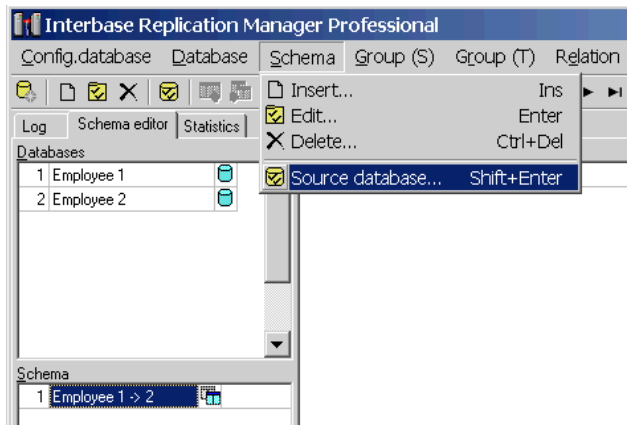 Interbase Replication Manager Professional
Config.database Database Schema Group (S) Group (T) Relation
Insert... Ins
Edit... Enter
Delete... Ctrl+Del
Source database... Shift+Enter
Log Schema editor Statistics
Databases
1 Employee 1
2 Employee 2
Schema
1 Employee 1 -> 2